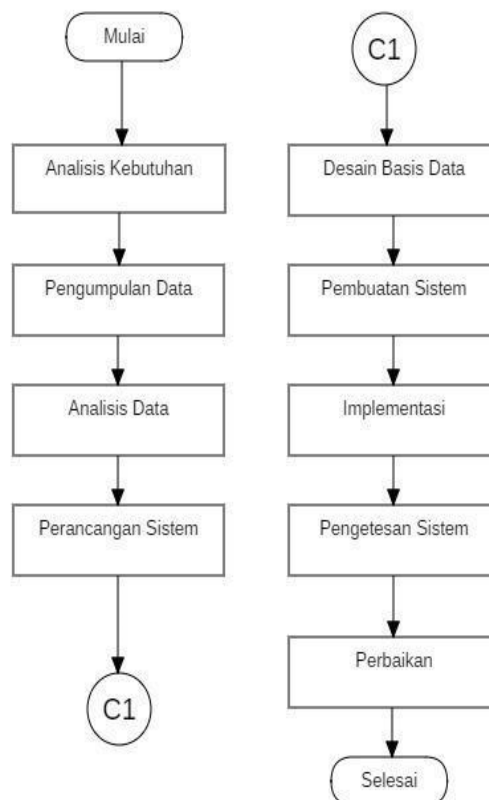 Mulai
Analisis Kebutuhan
Pengumpulan Data
Analisis Data
Perancangan Sistem
C1
C1
Desain Basis Data
Pembuatan Sistem
Implementasi
Pengetesan Sistem
Perbaikan
Selesai